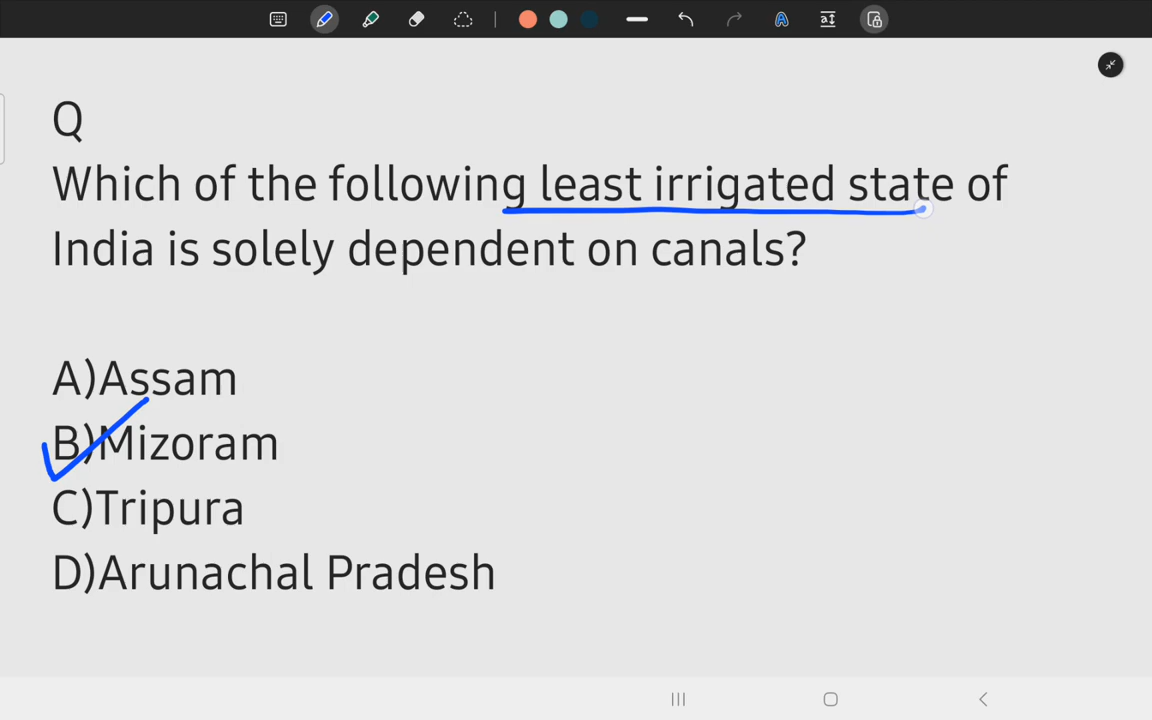 Q
Which of the following least irrigated state of
India is solely dependent on canals?
A)Assam
B)Mizoram
C)Tripura
D)Arunachal Pradesh